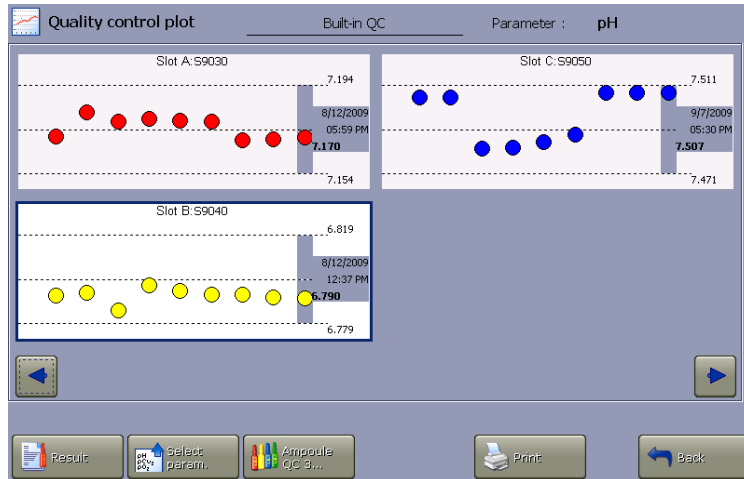 Quality control plot Built-in QC Parameter : pH
Slot A:S9030
7.194
8/12/2009
05:59 PM
7.170
7.154
Slot C:S9050
7.511
9/7/2009
05:30 PM
7.507
7.471
Slot B:S9040
6.819
8/12/2009
12:37 PM
6.790
6.779
Result
pH
pCO2
pO2
Select
param.
Ampoule
QC 3...
Print
Back